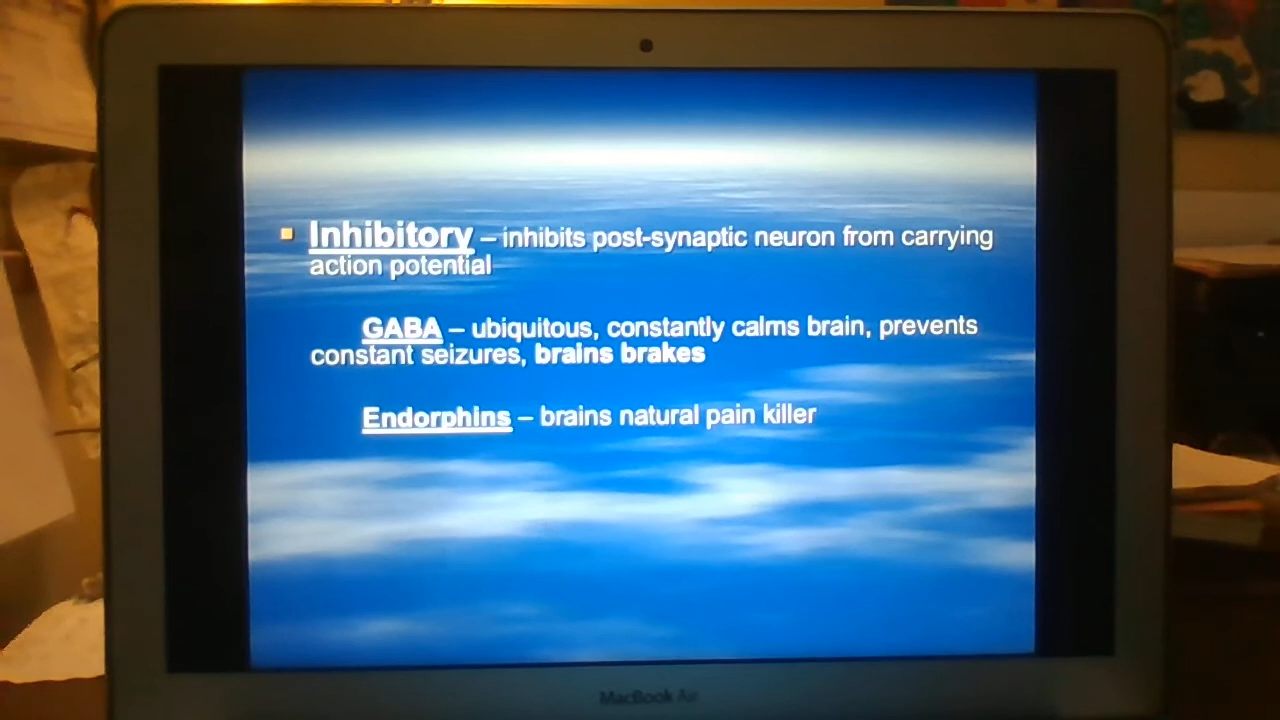 Inhibitory – inhibits post-synaptic neuron from carrying
action potential
GABA – ubiquitous, constantly calms brain, prevents
constant seizures, brains brakes
Endorphins – brains natural pain killer
MacBook Air